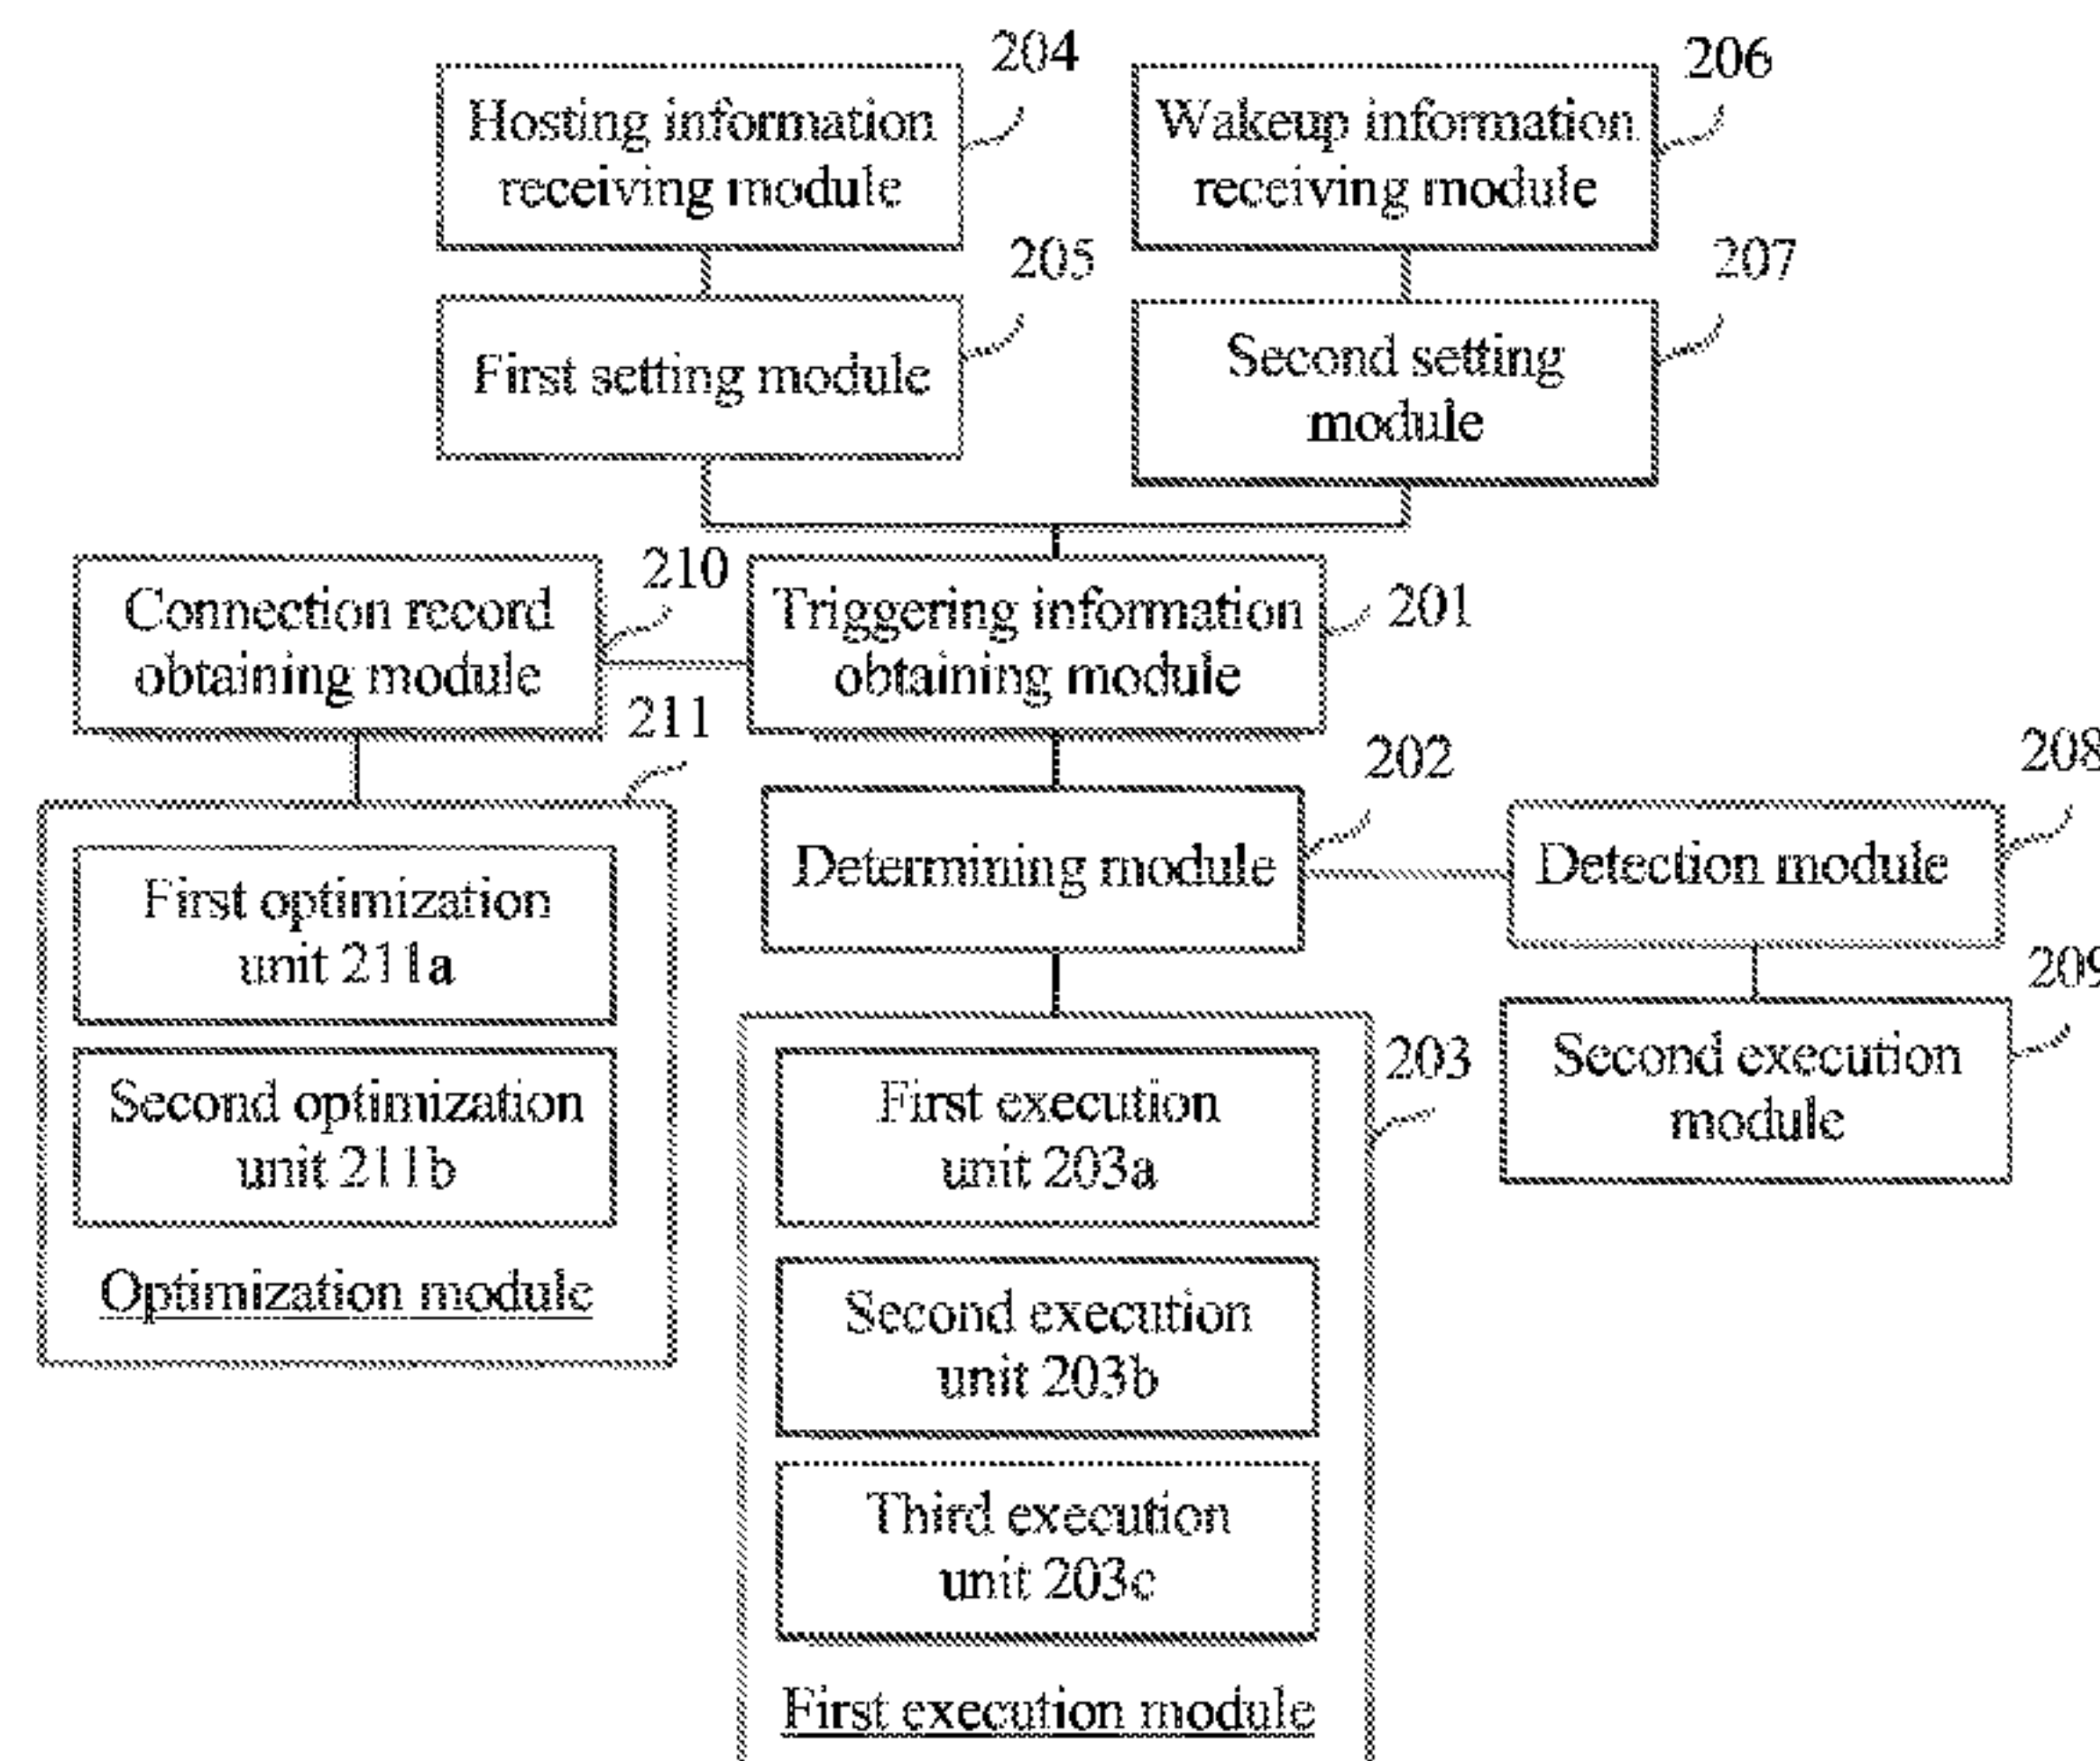 204
206
Hosting information
receiving module
Wakeup information
receiving module
205
207
First setting module
Second setting
module
210
201
Connection record
obtaining module
Triggering information
obtaining module
211
202
208
Determining module
Detection module
First optimization
unit 211a
209
Second optimization
unit 211b
203
First execution
unit 203a
Second execution
module
Optimization module
Second execution
unit 203b
Third execution
unit 203c
First execution module